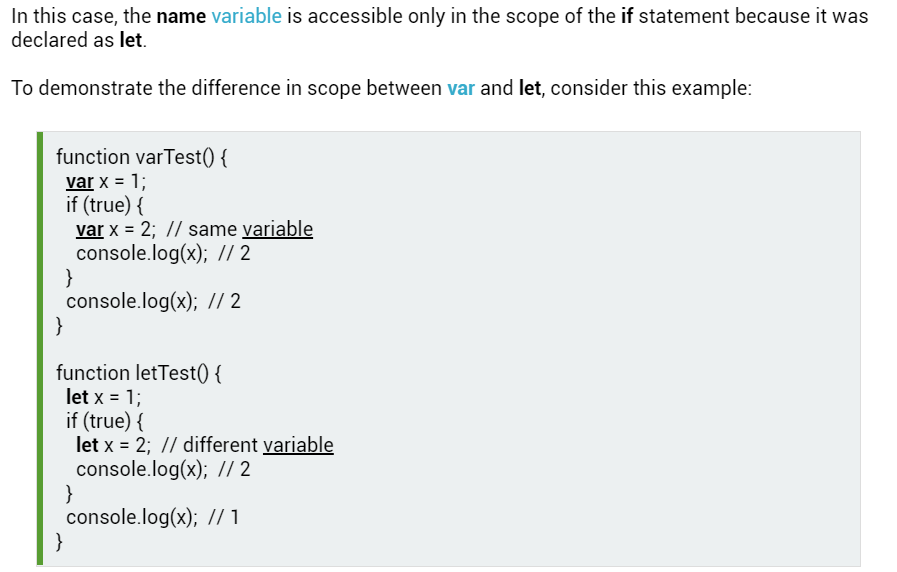 In this case, the name variable is accessible only in the scope of the if statement because it was
declared as let.
To demonstrate the difference in scope between var and let, consider this example:
function varTest() {
var x = 1;
if (true) {
var x = 2; // same variable
console.log(x); // 2
}
console.log(x); // 2
}
function letTest() {
let x = 1;
if (true) {
let x = 2; // different variable
console.log(x); // 2
}
console.log(x); // 1
}